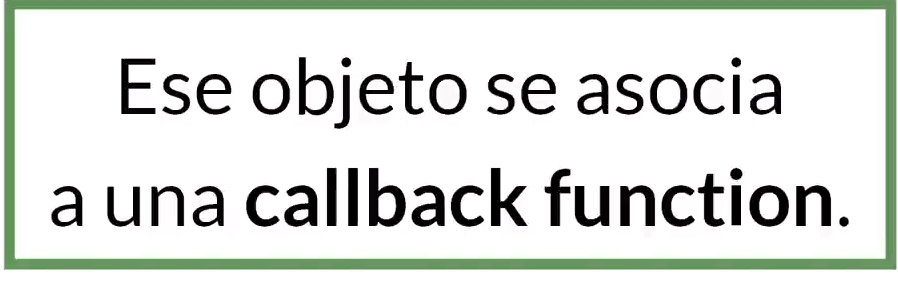 Ese objeto se asocia
a una callback function.